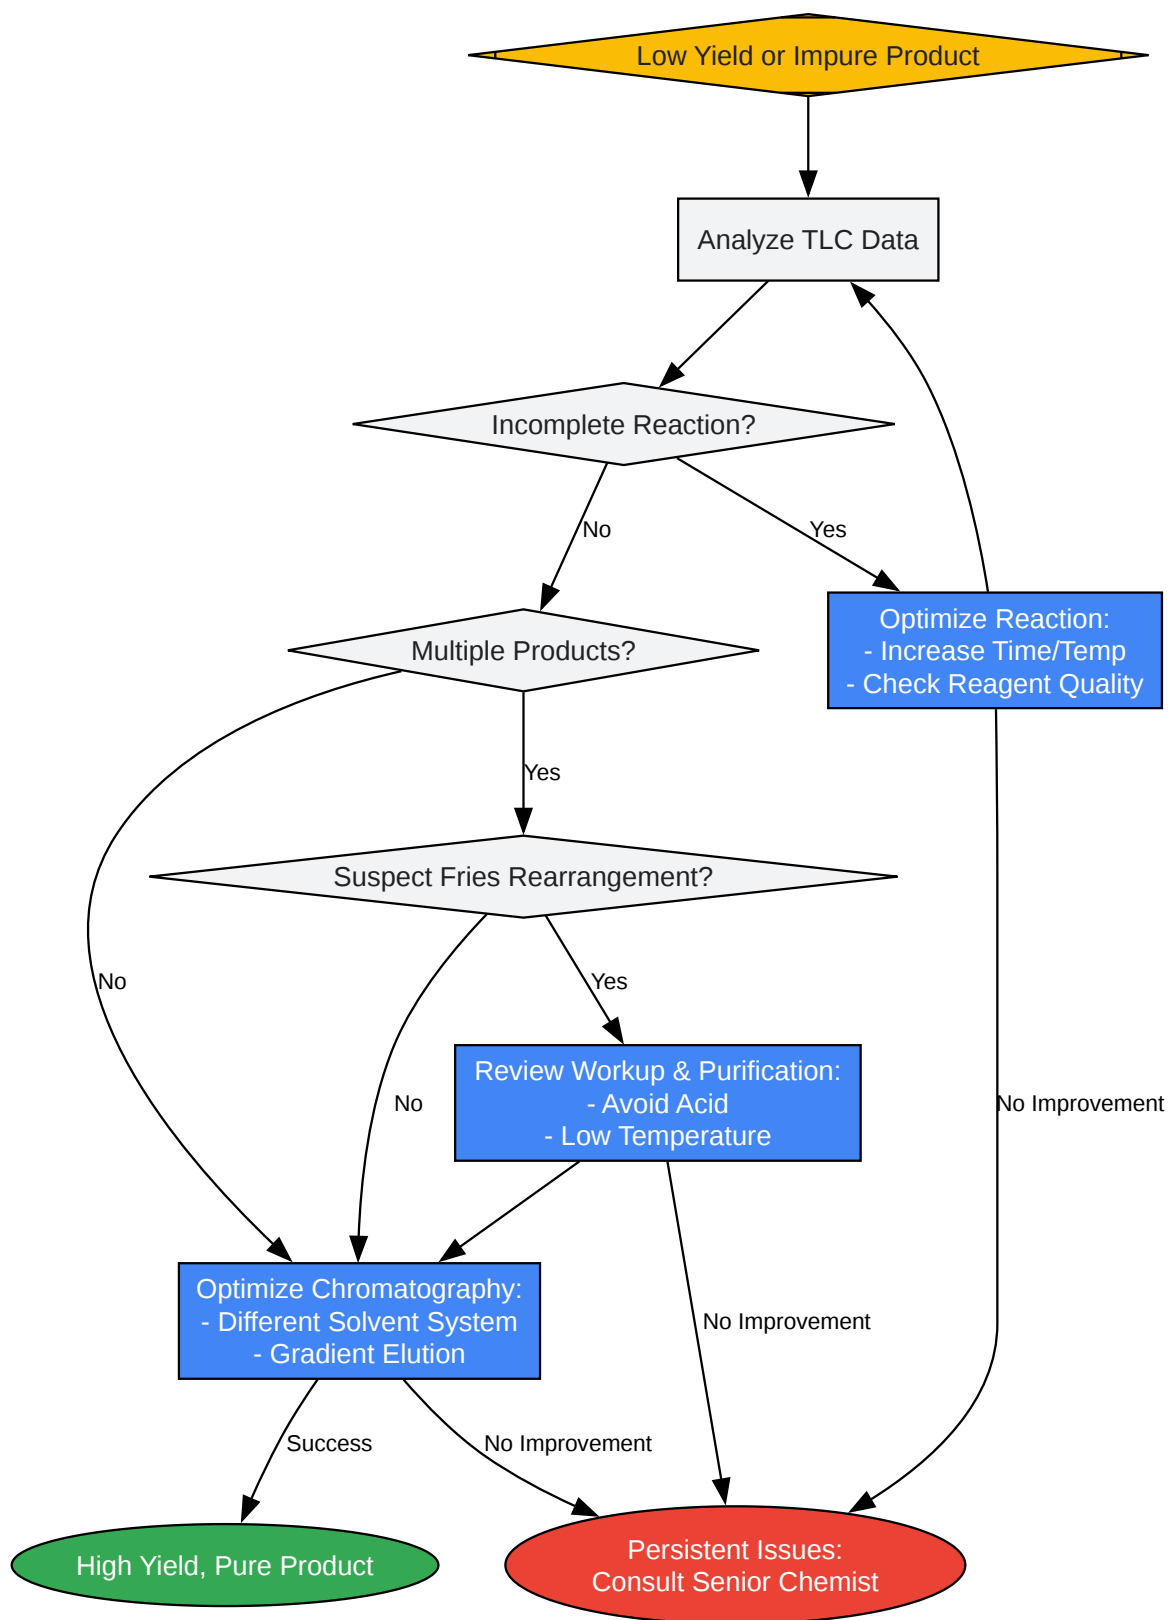 Low Yield or Impure Product
Analyze TLC Data
Incomplete Reaction?
No
Yes
Optimize Reaction:
- Increase Time/Temp
- Check Reagent Quality
Multiple Products?
Yes
Suspect Fries Rearrangement?
No
Yes
Review Workup & Purification:
- Avoid Acid
- Low Temperature
No
No Improvement
Optimize Chromatography:
- Different Solvent System
- Gradient Elution
No Improvement
Success
No Improvement
High Yield, Pure Product
Persistent Issues:
Consult Senior Chemist